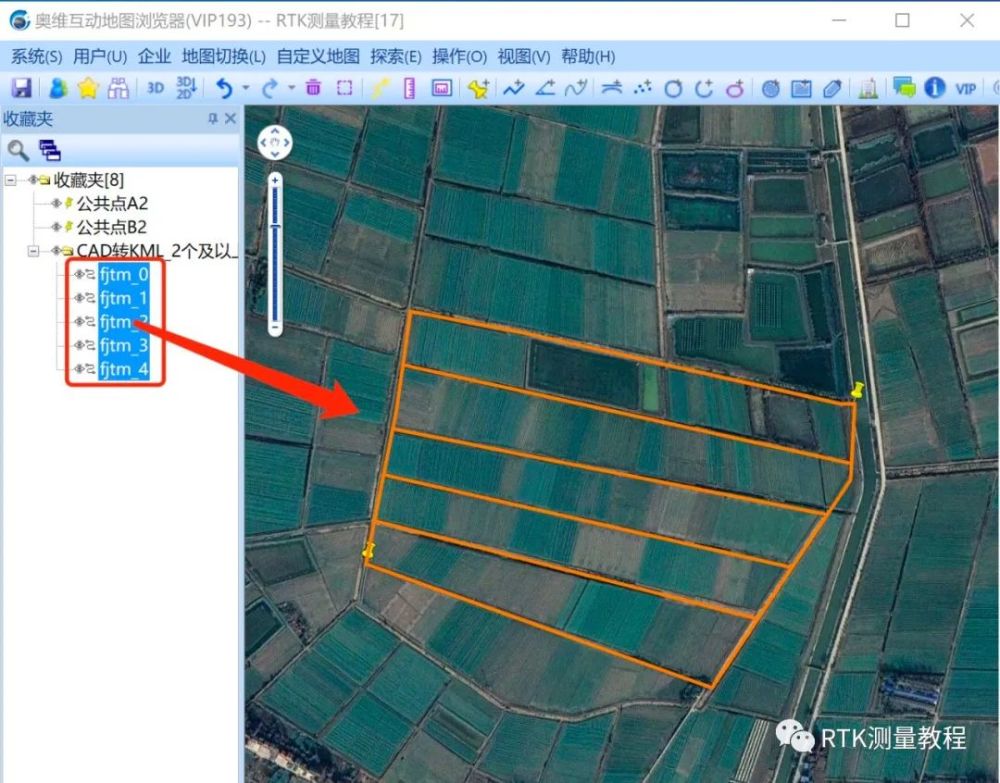 奥维互动地图浏览器(VIP193) -- RTK测量教程[17]
系统(S) 用户(U) 企业 地图切换(L) 自定义地图 探索(E) 操作(O) 视图(V) 帮助(H)
3D 3D 2D VIP
收藏夹
收藏夹[8]
公共点A2
公共点B2
CAD转KML_2个及以
fjtm_0
fjtm_1
fjtm_2
fjtm_3
fjtm_4
RTK测量教程